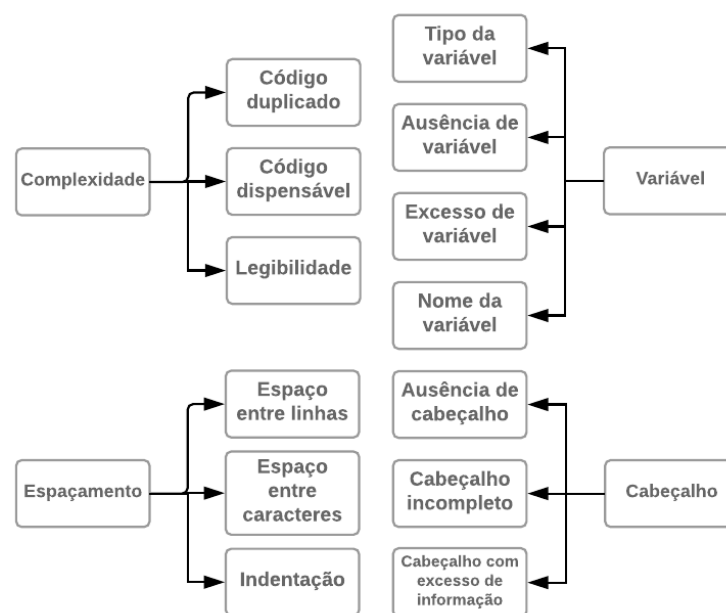 Complexidade
Código
duplicado
Código
dispensável
Legibilidade
Tipo da
variável
Ausência de
variável
Excesso de
variável
Nome da
variável
Variável
Espaçamento
Espaço
entre linhas
Espaço
entre
caracteres
Indentação
Ausência de
cabeçalho
Cabeçalho
incompleto
Cabeçalho com
excesso de
informação
Cabeçalho